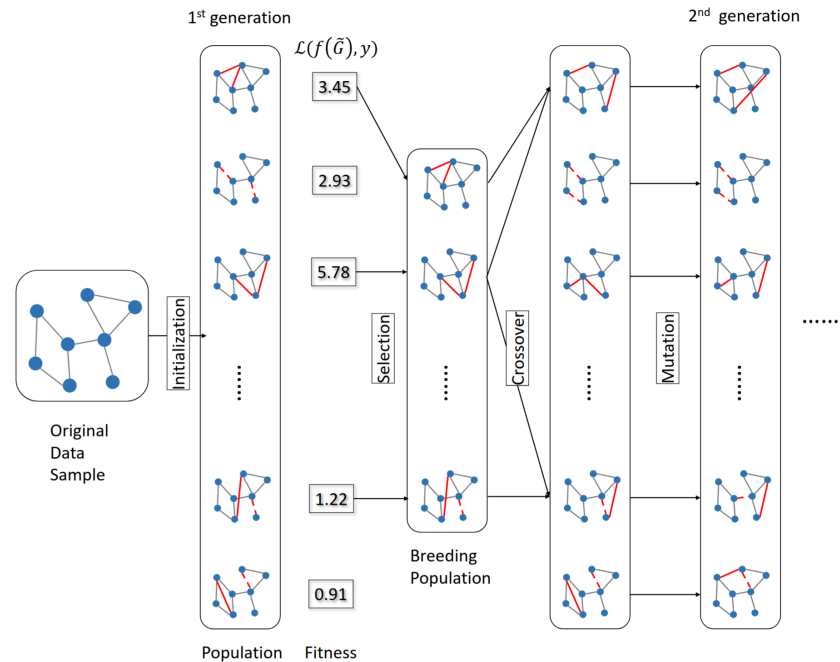 1st generation
2nd generation
ℒ(f(G̃), y)
3.45
2.93
5.78
1.22
0.91
Initialization
Selection
Crossover
Mutation
......
......
......
......
......
Original
Data
Sample
Breeding
Population
Population
Fitness